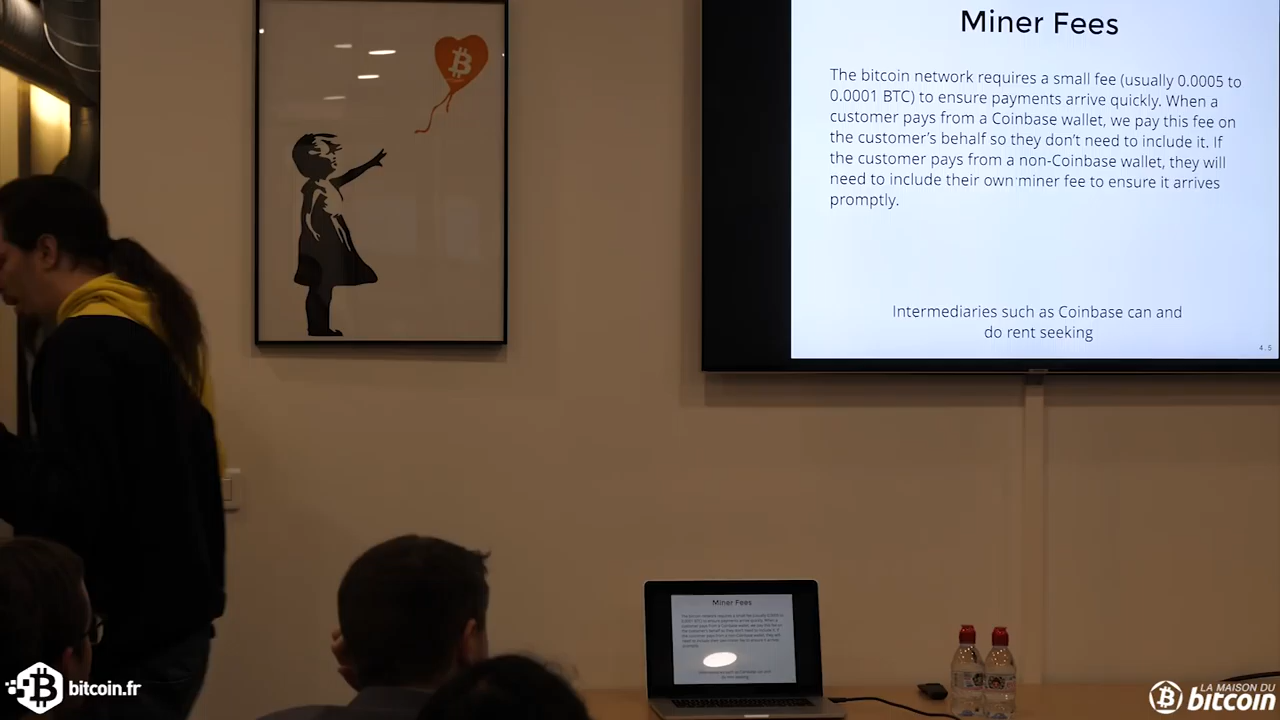 Miner Fees
The bitcoin network requires a small fee (usually 0.0005 to
0.0001 BTC) to ensure payments arrive quickly. When a
customer pays from a Coinbase wallet, we pay this fee on
the customer's behalf so they don't need to include it. If
the customer pays from a non-Coinbase wallet, they will
need to include their own miner fee to ensure it arrives
promptly.
Intermediaries such as Coinbase can and
do rent seeking
4.5
Miner Fees
bitcoin.fr
LA MAISON DU
bitcoin